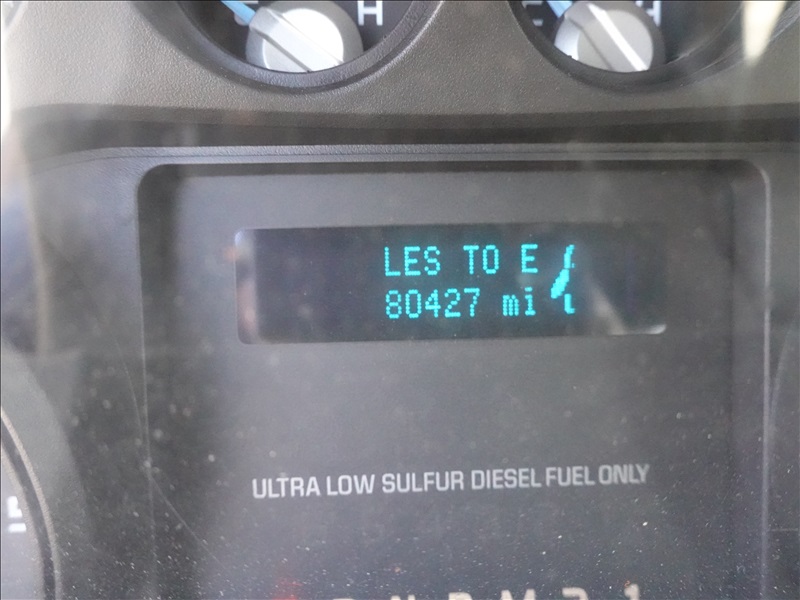 H
LES TO E
80427 mi
ULTRA LOW SULFUR DIESEL FUEL ONLY